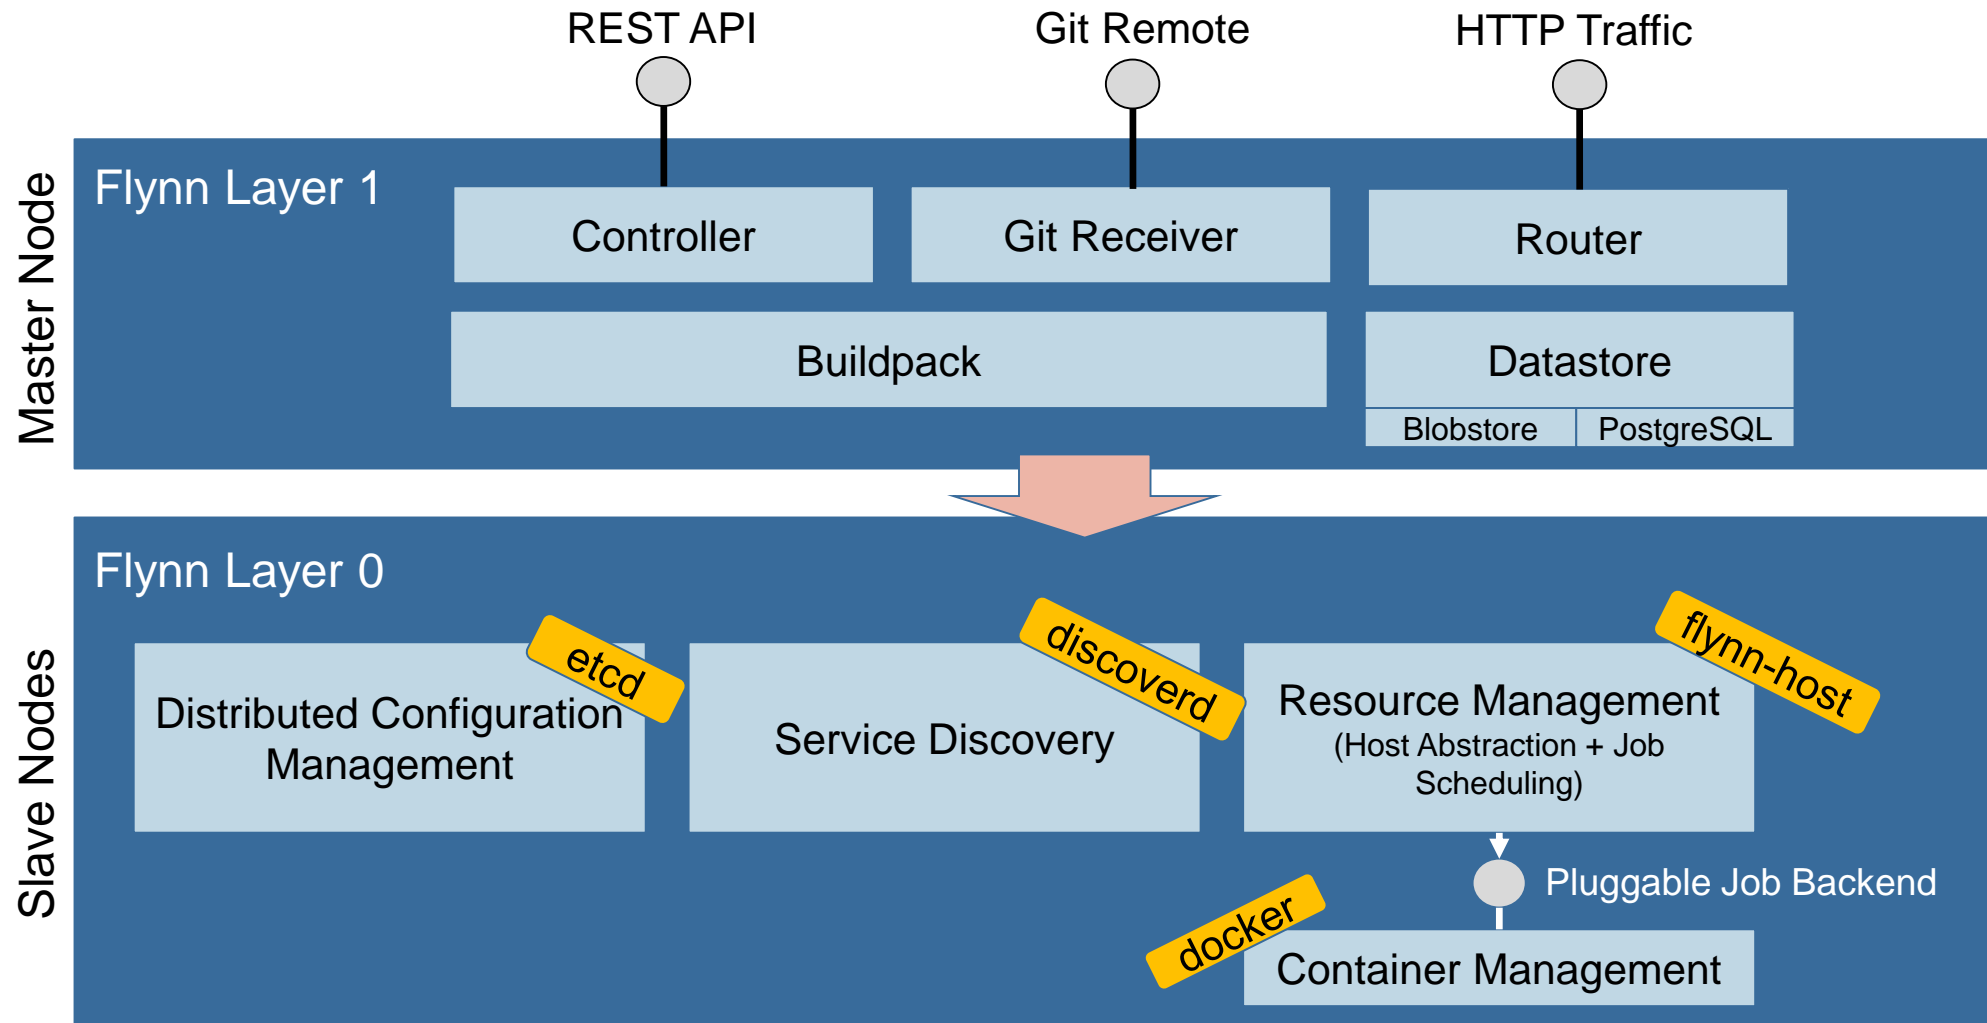 REST API
Git Remote
HTTP Traffic
Master Node
Flynn Layer 1
Controller
Git Receiver
Router
Buildpack
Datastore
Blobstore
PostgreSQL
Slave Nodes
Flynn Layer 0
etcd
discoverd
flynn-host
Distributed Configuration
Management
Service Discovery
Resource Management
(Host Abstraction + Job
Scheduling)
Pluggable Job Backend
docker
Container Management